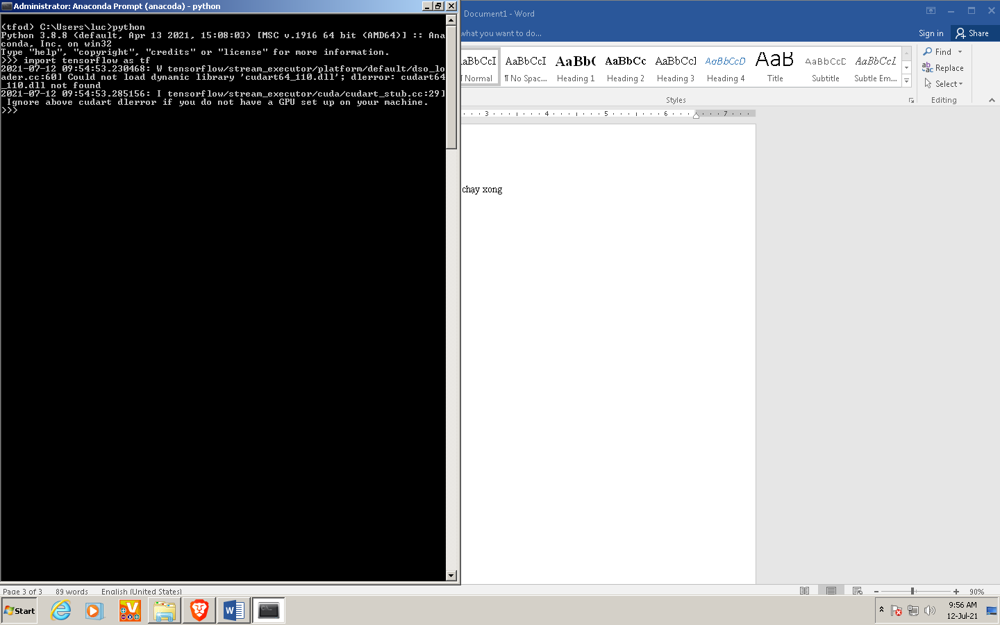 Administrator: Anaconda Prompt (anacoda) - python
(tfod) C:\Users\luc>python
Python 3.8.8 (default, Apr 13 2021, 15:08:03) [MSC v.1916 64 bit (AMD64)] :: Ana
conda, Inc. on win32
Type "help", "copyright", "credits" or "license" for more information.
>>> import tensorflow as tf
2021-07-12 09:54:53.230468: W tensorflow/stream_executor/platform/default/dso_lo
ader.cc:60] Could not load dynamic library 'cudart64_110.dll'; dlerror: cudart64
_110.dll not found
2021-07-12 09:54:53.285156: I tensorflow/stream_executor/cuda/cudart_stub.cc:29]
 Ignore above cudart dlerror if you do not have a GPU set up on your machine.
>>>
Document1 - Word
what you want to do...
Sign in
Share
AaBbCcI AaBbCcI AaBb( AaBbCc AaBbCc] AaBbCcD AaB AaBbCcD AaBbCcI
¶ Normal ¶ No Spac... Heading 1 Heading 2 Heading 3 Heading 4 Title Subtitle Subtle Em...
Styles
Find
Replace
Select
Editing
3 4 5 6 7
chạy xong
Page 3 of 3 89 words English (United States)
90%
Start
9:56 AM
12-Jul-21